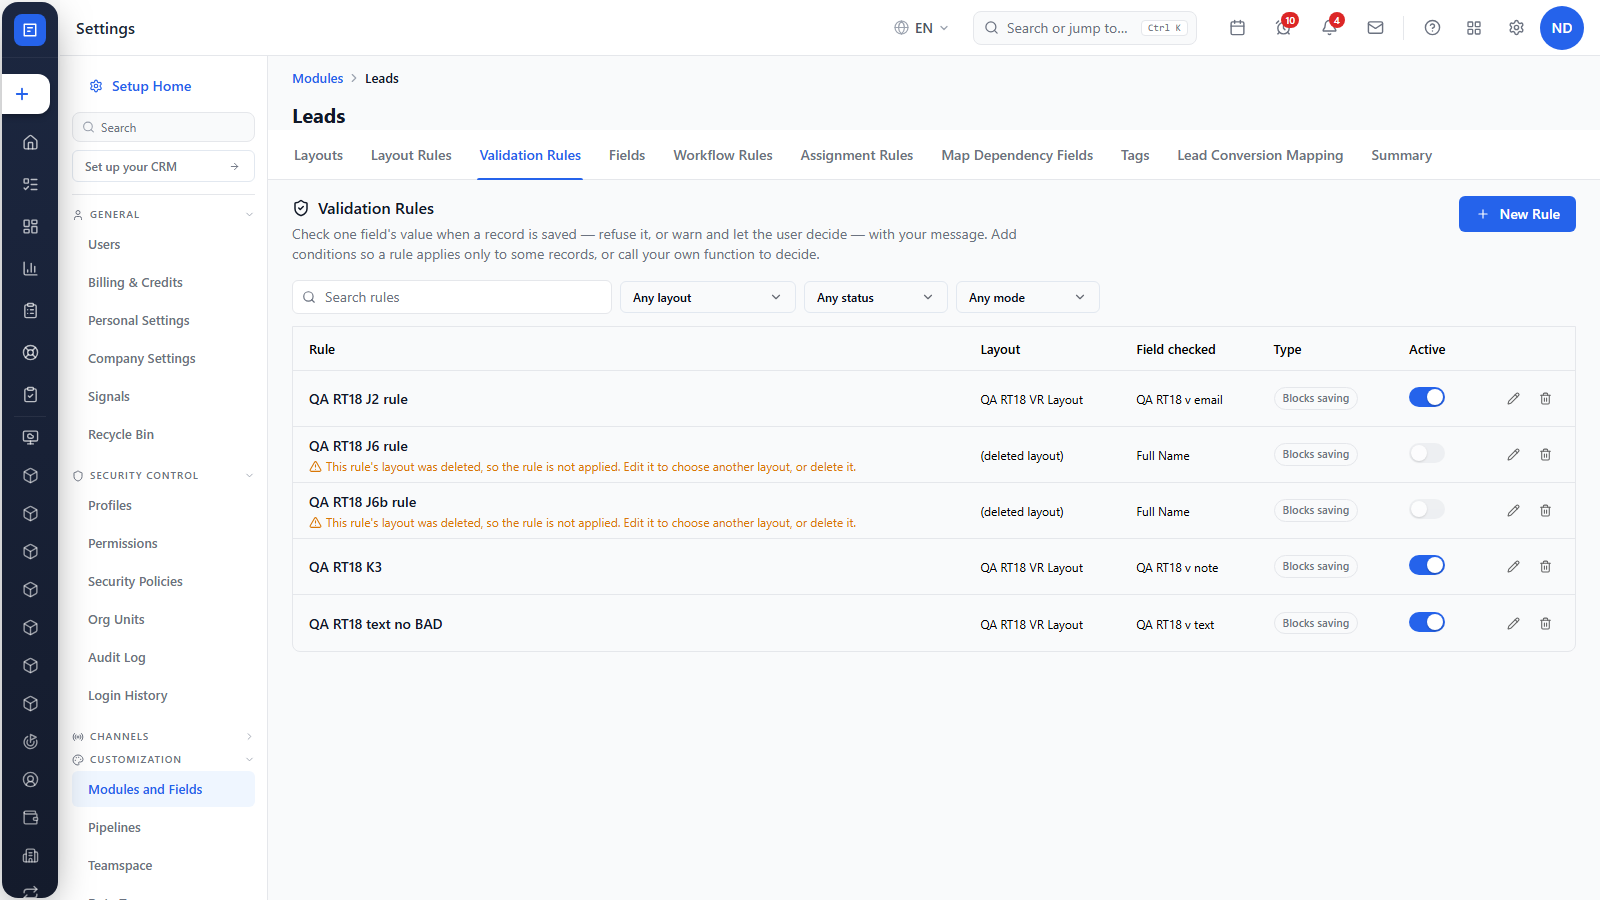 Settings
EN
Search or jump to...
Ctrl K
10
4
ND
Setup Home
Search
Set up your CRM
GENERAL
Users
Billing & Credits
Personal Settings
Company Settings
Signals
Recycle Bin
SECURITY CONTROL
Profiles
Permissions
Security Policies
Org Units
Audit Log
Login History
CHANNELS
CUSTOMIZATION
Modules and Fields
Pipelines
Teamspace
Modules > Leads
Leads
Layouts Layout Rules Validation Rules Fields Workflow Rules Assignment Rules Map Dependency Fields Tags Lead Conversion Mapping Summary
Validation Rules
New Rule
Check one field's value when a record is saved — refuse it, or warn and let the user decide — with your message. Add
conditions so a rule applies only to some records, or call your own function to decide.
Search rules
Any layout
Any status
Any mode
Rule Layout Field checked Type Active
QA RT18 J2 rule QA RT18 VR Layout QA RT18 v email Blocks saving
QA RT18 J6 rule
This rule's layout was deleted, so the rule is not applied. Edit it to choose another layout, or delete it.
(deleted layout) Full Name Blocks saving
QA RT18 J6b rule
This rule's layout was deleted, so the rule is not applied. Edit it to choose another layout, or delete it.
(deleted layout) Full Name Blocks saving
QA RT18 K3 QA RT18 VR Layout QA RT18 v note Blocks saving
QA RT18 text no BAD QA RT18 VR Layout QA RT18 v text Blocks saving